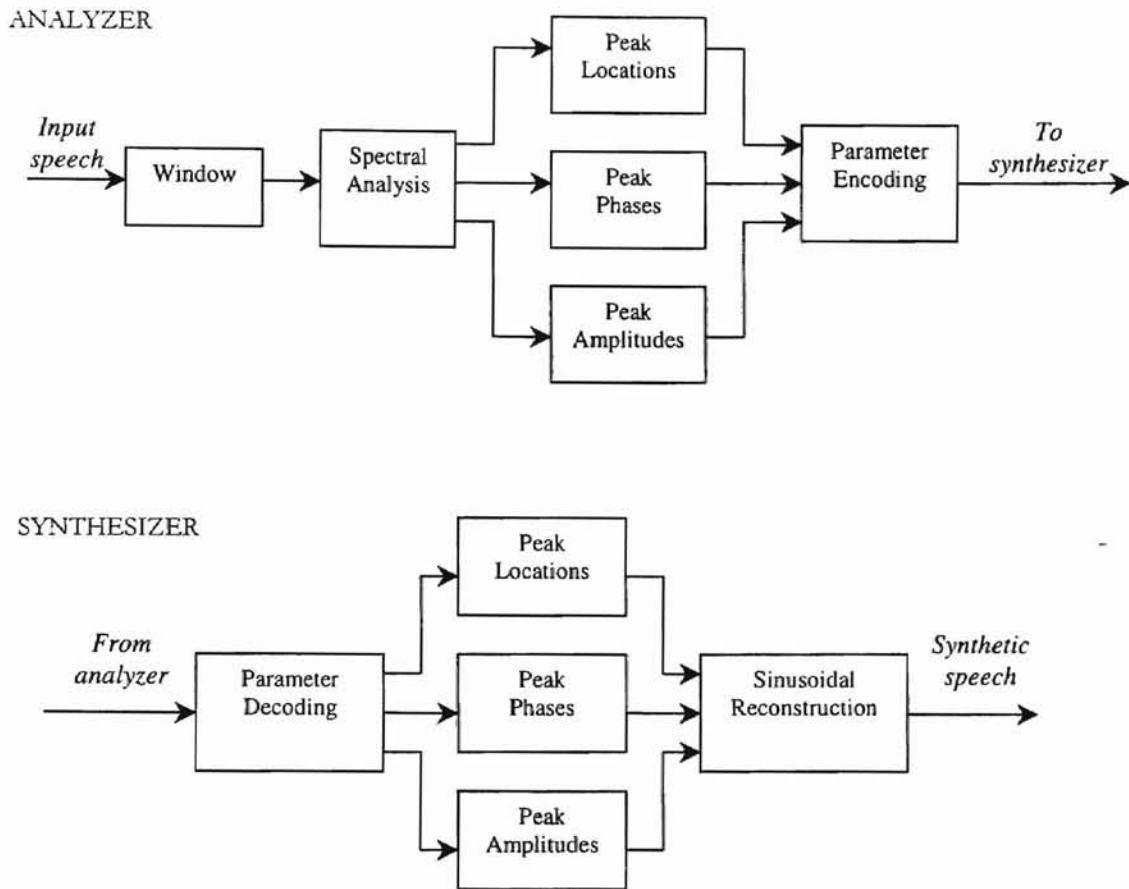 ANALYZER
Input
speech
Window
Spectral
Analysis
Peak
Locations
Peak
Phases
Peak
Amplitudes
Parameter
Encoding
To
synthesizer
SYNTHESIZER
From
analyzer
Parameter
Decoding
Peak
Locations
Peak
Phases
Peak
Amplitudes
Sinusoidal
Reconstruction
Synthetic
speech